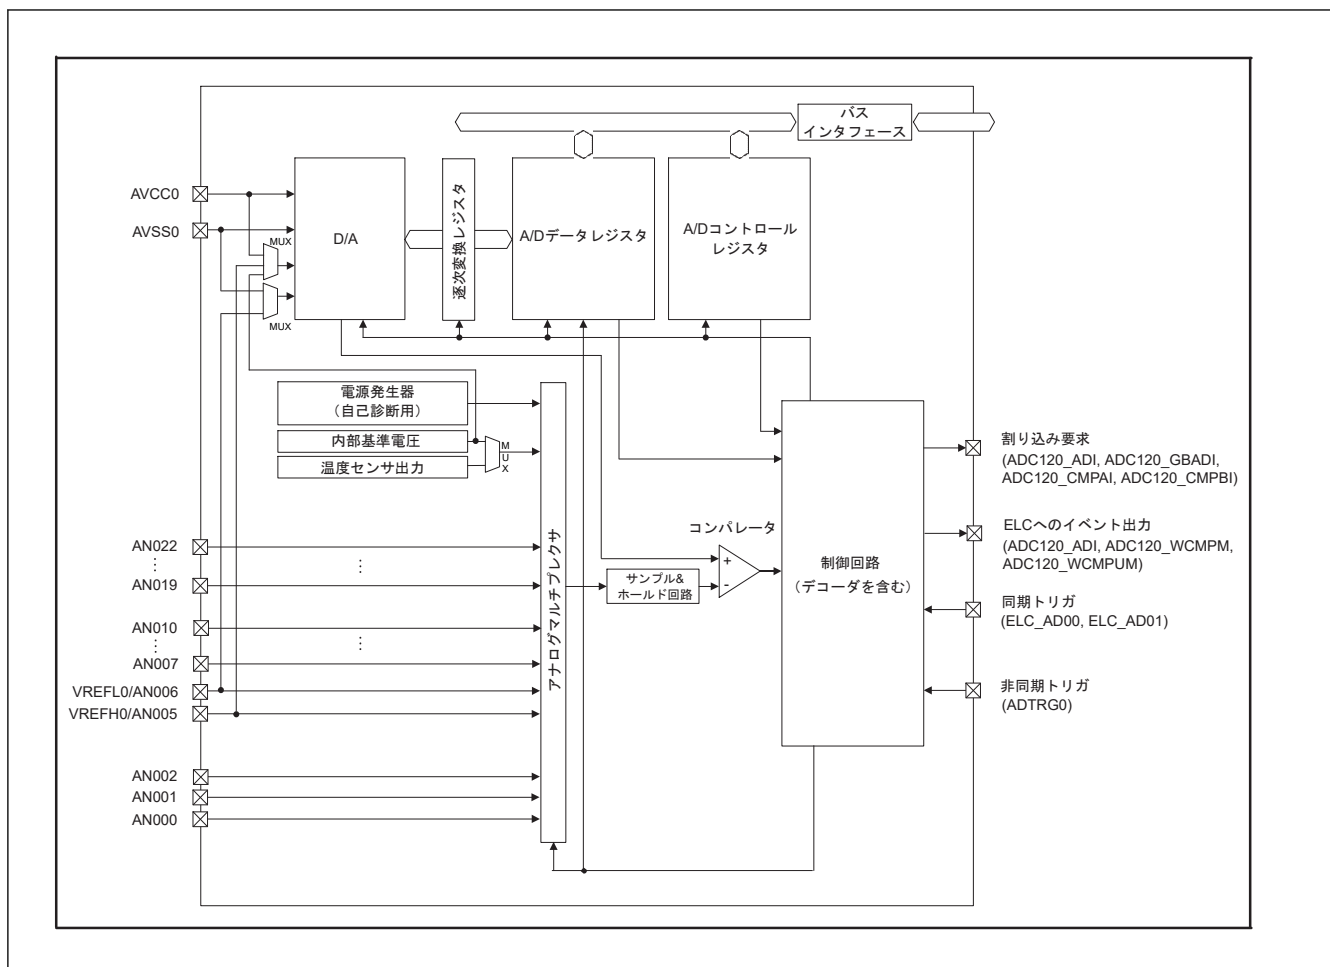 バス
インタフェース
AVCC0
AVSS0
MUX
MUX
D/A
逐次変換レジスタ
A/Dデータレジスタ
A/Dコントロール
レジスタ
電源発生器
(自己診断用)
内部基準電圧
温度センサ出力
M
U
X
アナログマルチプレクサ
コンパレータ
+
-
サンプル&
ホールド回路
制御回路
(デコーダを含む)
割り込み要求
(ADC120_ADI, ADC120_GBADI,
ADC120_CMPAI, ADC120_CMPBI)
ELCへのイベント出力
(ADC120_ADI, ADC120_WCMPM,
ADC120_WCMPUM)
同期トリガ
(ELC_AD00, ELC_AD01)
非同期トリガ
(ADTRG0)
AN022
⋮
AN019
⋮
AN010
⋮
AN007
⋮
VREFL0/AN006
VREFH0/AN005
AN002
AN001
AN000